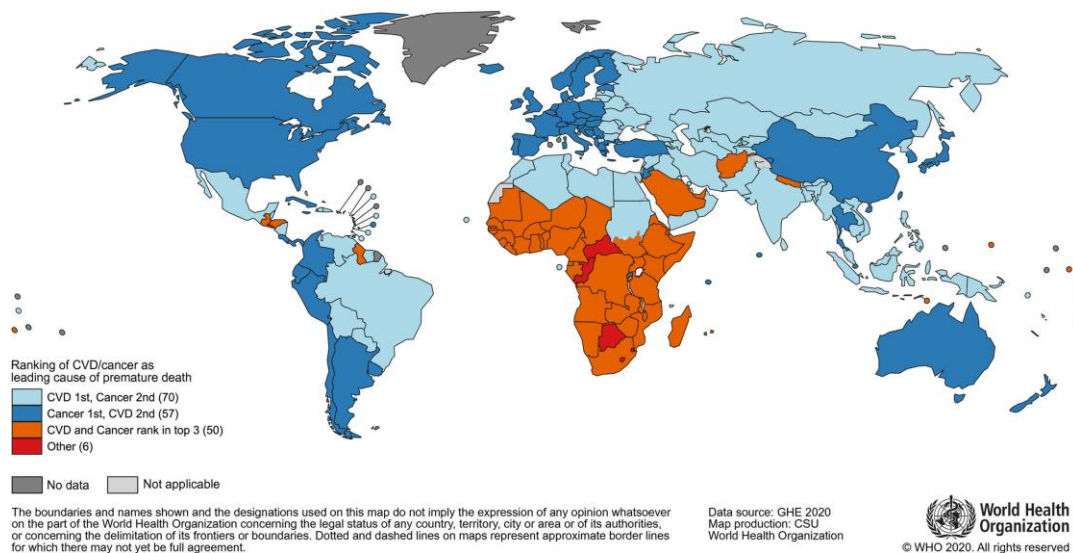 Ranking of CVD/cancer as
leading cause of premature death
CVD 1st, Cancer 2nd (70)
Cancer 1st, CVD 2nd (57)
CVD and Cancer rank in top 3 (50)
Other (6)
No data
Not applicable
The boundaries and names shown and the designations used on this map do not imply the expression of any opinion whatsoever
on the part of the World Health Organization concerning the legal status of any country, territory, city or area or of its authorities,
or concerning the delimitation of its frontiers or boundaries. Dotted and dashed lines on maps represent approximate border lines
for which there may not yet be full agreement.
Data source: GHE 2020
Map production: CSU
World Health Organization
World Health
Organization
© WHO 2020. All rights reserved